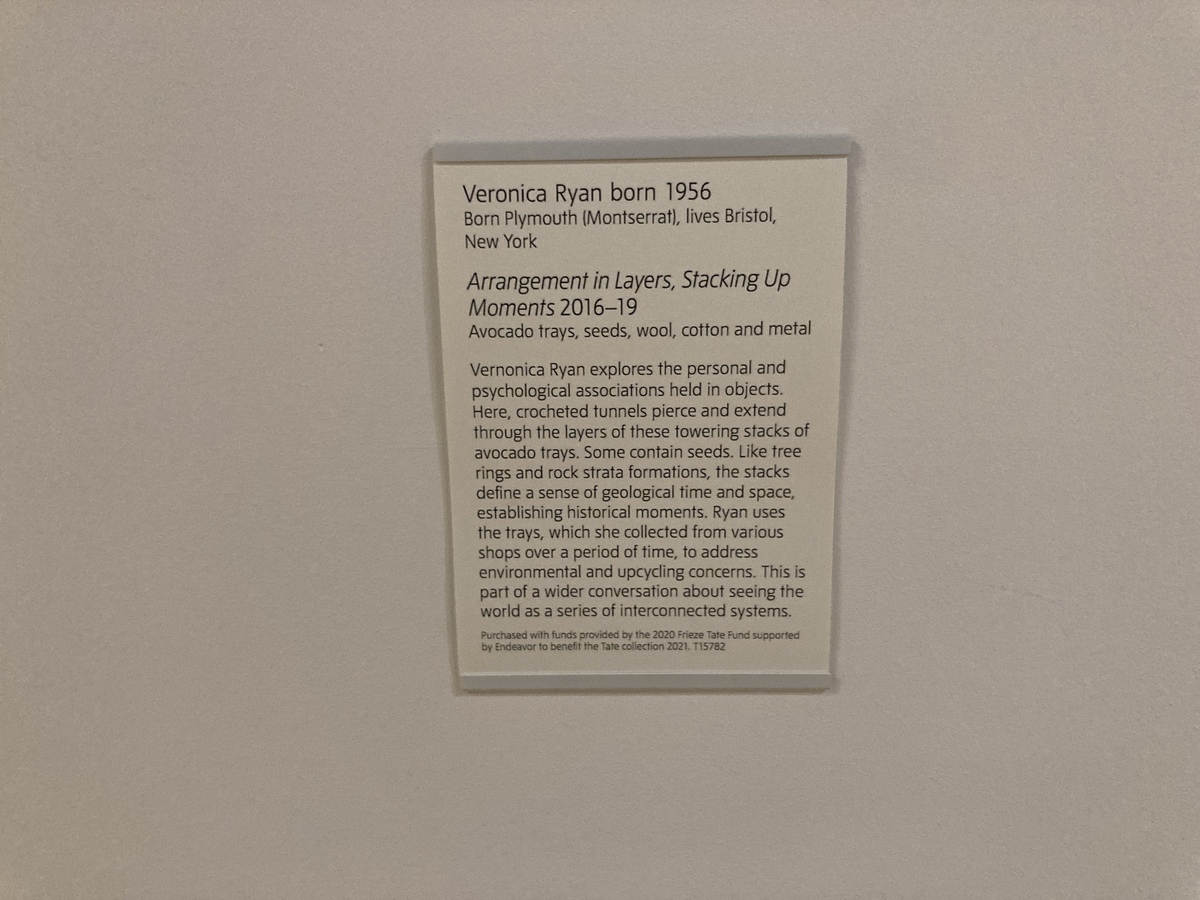 Veronica Ryan born 1956
Born Plymouth (Montserrat), lives Bristol,
New York
Arrangement in Layers, Stacking Up
Moments 2016–19
Avocado trays, seeds, wool, cotton and metal
Vernonica Ryan explores the personal and
psychological associations held in objects.
Here, crocheted tunnels pierce and extend
through the layers of these towering stacks of
avocado trays. Some contain seeds. Like tree
rings and rock strata formations, the stacks
define a sense of geological time and space,
establishing historical moments. Ryan uses
the trays, which she collected from various
shops over a period of time, to address
environmental and upcycling concerns. This is
part of a wider conversation about seeing the
world as a series of interconnected systems.
Purchased with funds provided by the 2020 Frieze Tate Fund supported
by Endeavor to benefit the Tate collection 2021. T15782